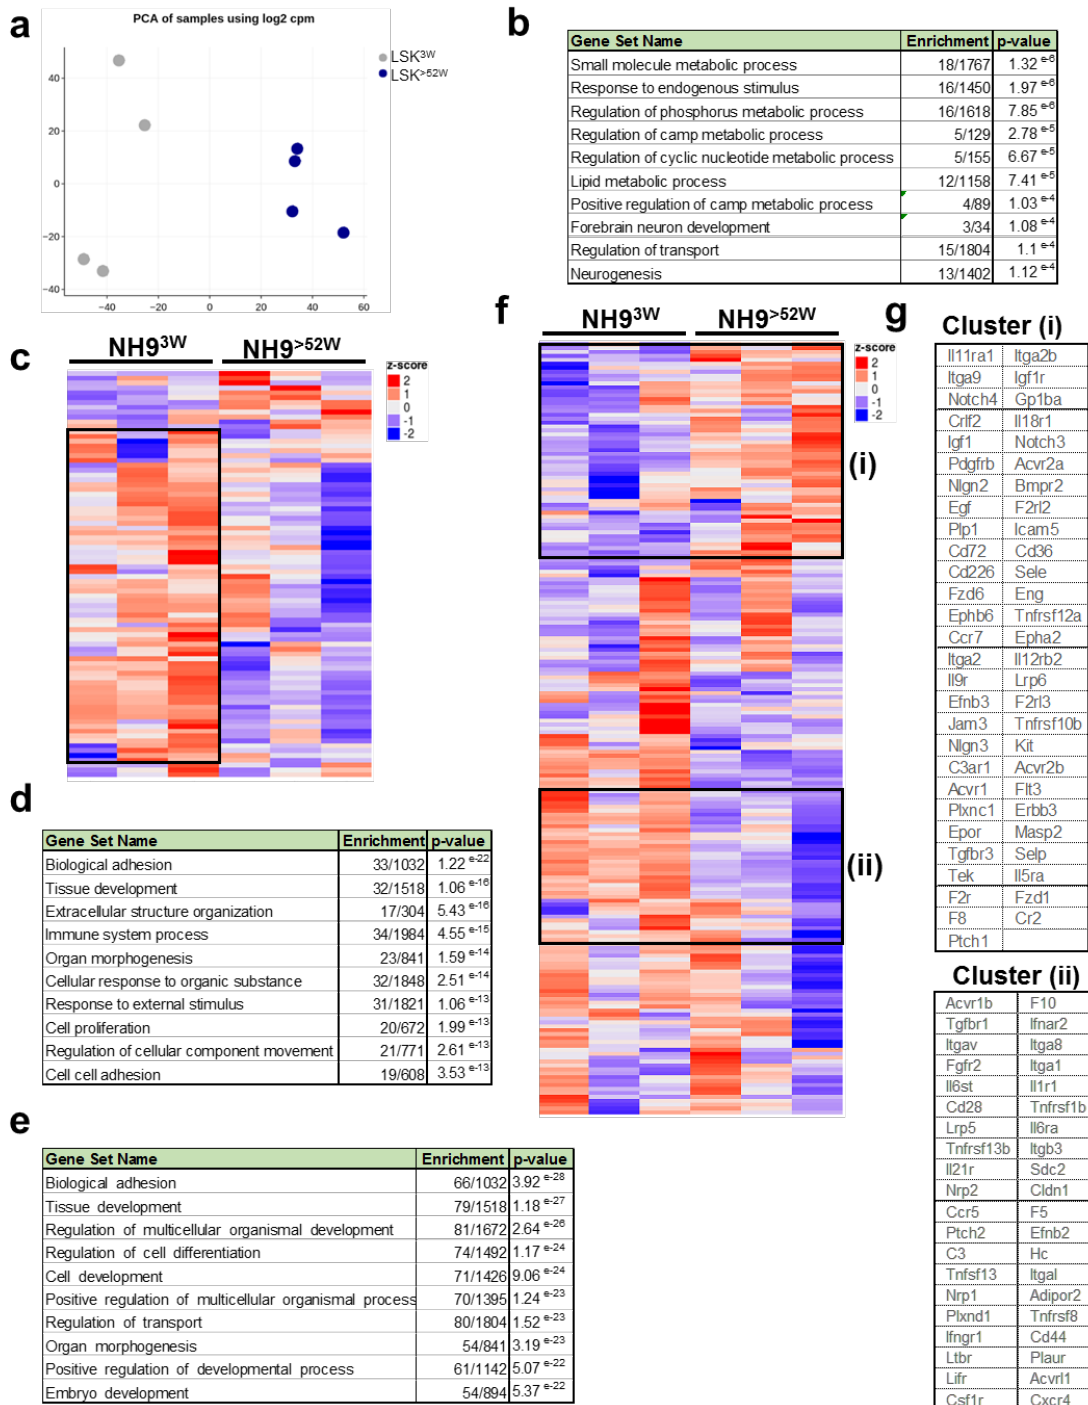 a
PCA of samples using log2 cpm
LSK3W
LSK>52W
40
20
0
−20
−40
−40 −20 0 20 40 60
b
Gene Set Name Enrichment p-value
Small molecule metabolic process 18/1767 1.32 e-6
Response to endogenous stimulus 16/1450 1.97 e-6
Regulation of phosphorus metabolic process 16/1618 7.85 e-6
Regulation of camp metabolic process 5/129 2.78 e-5
Regulation of cyclic nucleotide metabolic process 5/155 6.67 e-5
Lipid metabolic process 12/1158 7.41 e-5
Positive regulation of camp metabolic process 4/89 1.03 e-4
Forebrain neuron development 3/34 1.08 e-4
Regulation of transport 15/1804 1.1 e-4
Neurogenesis 13/1402 1.12 e-4
c
NH93W NH9>52W
z-score
2
1
0
-1
-2
d
Gene Set Name Enrichment p-value
Biological adhesion 33/1032 1.22 e-22
Tissue development 32/1518 1.06 e-16
Extracellular structure organization 17/304 5.43 e-16
Immune system process 34/1984 4.55 e-15
Organ morphogenesis 23/841 1.59 e-14
Cellular response to organic substance 32/1848 2.51 e-14
Response to external stimulus 31/1821 1.06 e-13
Cell proliferation 20/672 1.99 e-13
Regulation of cellular component movement 21/771 2.61 e-13
Cell cell adhesion 19/608 3.53 e-13
e
Gene Set Name Enrichment p-value
Biological adhesion 66/1032 3.92 e-28
Tissue development 79/1518 1.18 e-27
Regulation of multicellular organismal development 81/1672 2.64 e-26
Regulation of cell differentiation 74/1492 1.17 e-24
Cell development 71/1426 9.06 e-24
Positive regulation of multicellular organismal process 70/1395 1.24 e-23
Regulation of transport 80/1804 1.52 e-23
Organ morphogenesis 54/841 3.19 e-23
Positive regulation of developmental process 61/1142 5.07 e-22
Embryo development 54/894 5.37 e-22
f
NH93W NH9>52W
z-score
2
1
0
-1
-2
(i)
(ii)
g
Cluster (i)
Il11ra1 Itga2b
Itga9 Igf1r
Notch4 Gp1ba
Crlf2 Il18r1
Igf1 Notch3
Pdgfrb Acvr2a
Nlgn2 Bmpr2
Egf F2rl2
Plp1 Icam5
Cd72 Cd36
Cd226 Sele
Fzd6 Eng
Ephb6 Tnfrsf12a
Ccr7 Epha2
Itga2 Il12rb2
Il9r Lrp6
Efnb3 F2rl3
Jam3 Tnfrsf10b
Nlgn3 Kit
C3ar1 Acvr2b
Acvr1 Flt3
Plxnc1 Erbb3
Epor Masp2
Tgfbr3 Selp
Tek Il5ra
F2r Fzd1
F8 Cr2
Ptch1
Cluster (ii)
Acvr1b F10
Tgfbr1 Ifnar2
Itgav Itga8
Fgfr2 Itga1
Il6st Il1r1
Cd28 Tnfrsf1b
Lrp5 Il6ra
Tnfrsf13b Itgb3
Il21r Sdc2
Nrp2 Cldn1
Ccr5 F5
Ptch2 Efnb2
C3 Hc
Tnfsf13 Itgal
Nrp1 Adipor2
Plxnd1 Tnfrsf8
Ifngr1 Cd44
Ltbr Plaur
Lifr Acvrl1
Csf1r Cxcr4